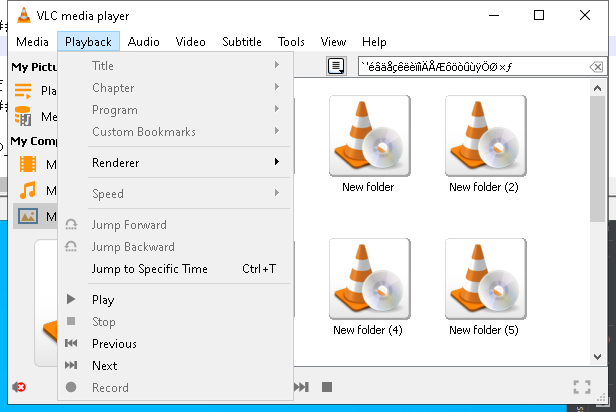 VLC media player
Media Playback Audio Video Subtitle Tools View Help
My Pictu
`'éâäåçêëèïîìÄÅÆôöòûùÿÖØ×ƒ
Pla
Me
My Comp
M
M
M
Title
Chapter
Program
Custom Bookmarks
Renderer
Speed
Jump Forward
Jump Backward
Jump to Specific Time Ctrl+T
Play
Stop
Previous
Next
Record
New folder New folder (2)
New folder (4) New folder (5)